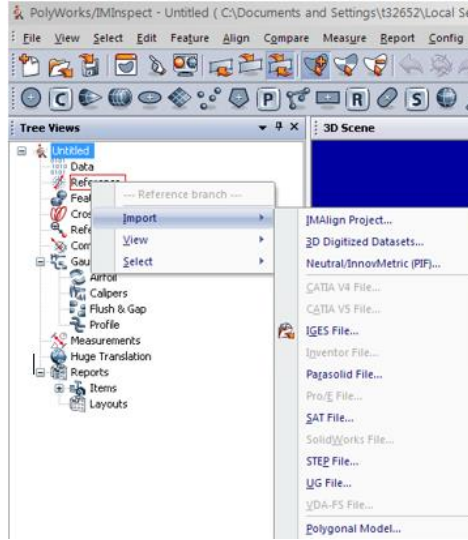 PolyWorks/IMInspect - Untitled ( C:\Documents and Settings\t32652\Local Se
File View Select Edit Feature Align Compare Measure Report Config
C P R S
Tree Views
3D Scene
Untitled
Data
--- Reference branch ---
Import
View
Select
IMAlign Project...
3D Digitized Datasets...
Neutral/InnovMetric (PIF)...
CATIA V4 File...
CATIA V5 File...
IGES File...
Inventor File...
Parasolid File...
Pro/E File...
SAT File...
SolidWorks File...
STEP File...
UG File...
VDA-FS File...
Polygonal Model...
Airfoil
Calipers
Flush & Gap
Profile
Measurements
Huge Translation
Reports
Items
Layouts